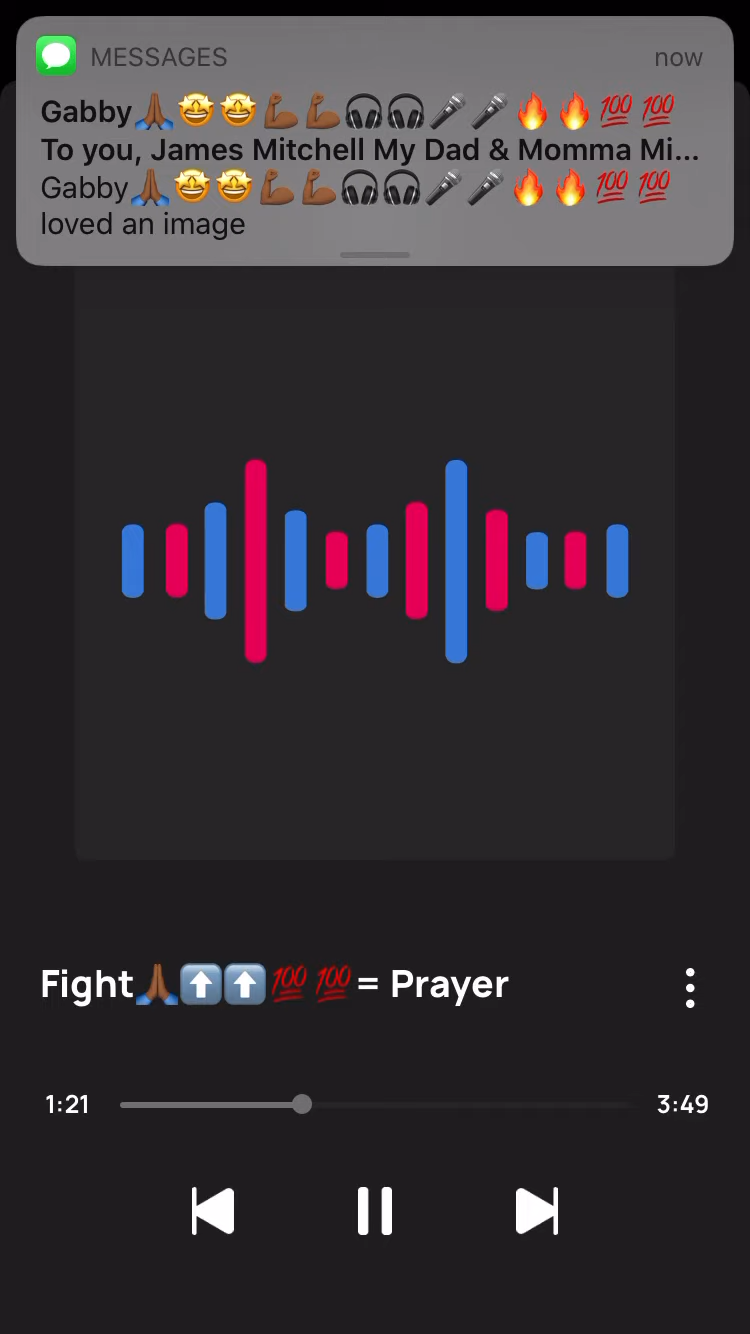 MESSAGES now
Gabby🙏🏾🤩🤩💪🏾💪🏾🎧🎧🎤🎤🔥🔥💯💯
To you, James Mitchell My Dad & Momma Mi...
Gabby🙏🏾🤩🤩💪🏾💪🏾🎧🎧🎤🎤🔥🔥💯💯
loved an image
Fight🙏🏾⬆️⬆️💯💯= Prayer
1:21 3:49